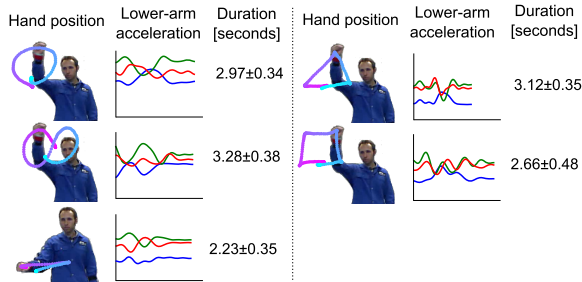 Hand position
Lower-arm
acceleration
Duration
[seconds]
2.97±0.34
3.28±0.38
2.23±0.35
Hand position
Lower-arm
acceleration
Duration
[seconds]
3.12±0.35
2.66±0.48